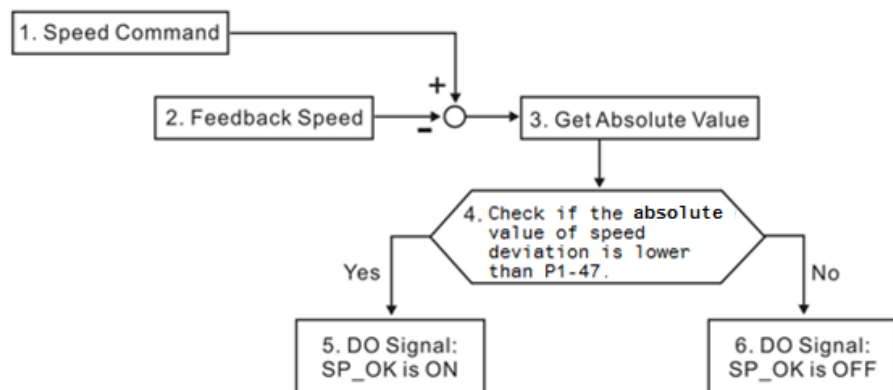 1. Speed Command
+
2. Feedback Speed
-
3. Get Absolute Value
4. Check if the absolute
value of speed
deviation is lower
than P1-47.
Yes
No
5. DO Signal:
SP_OK is ON
6. DO Signal:
SP_OK is OFF